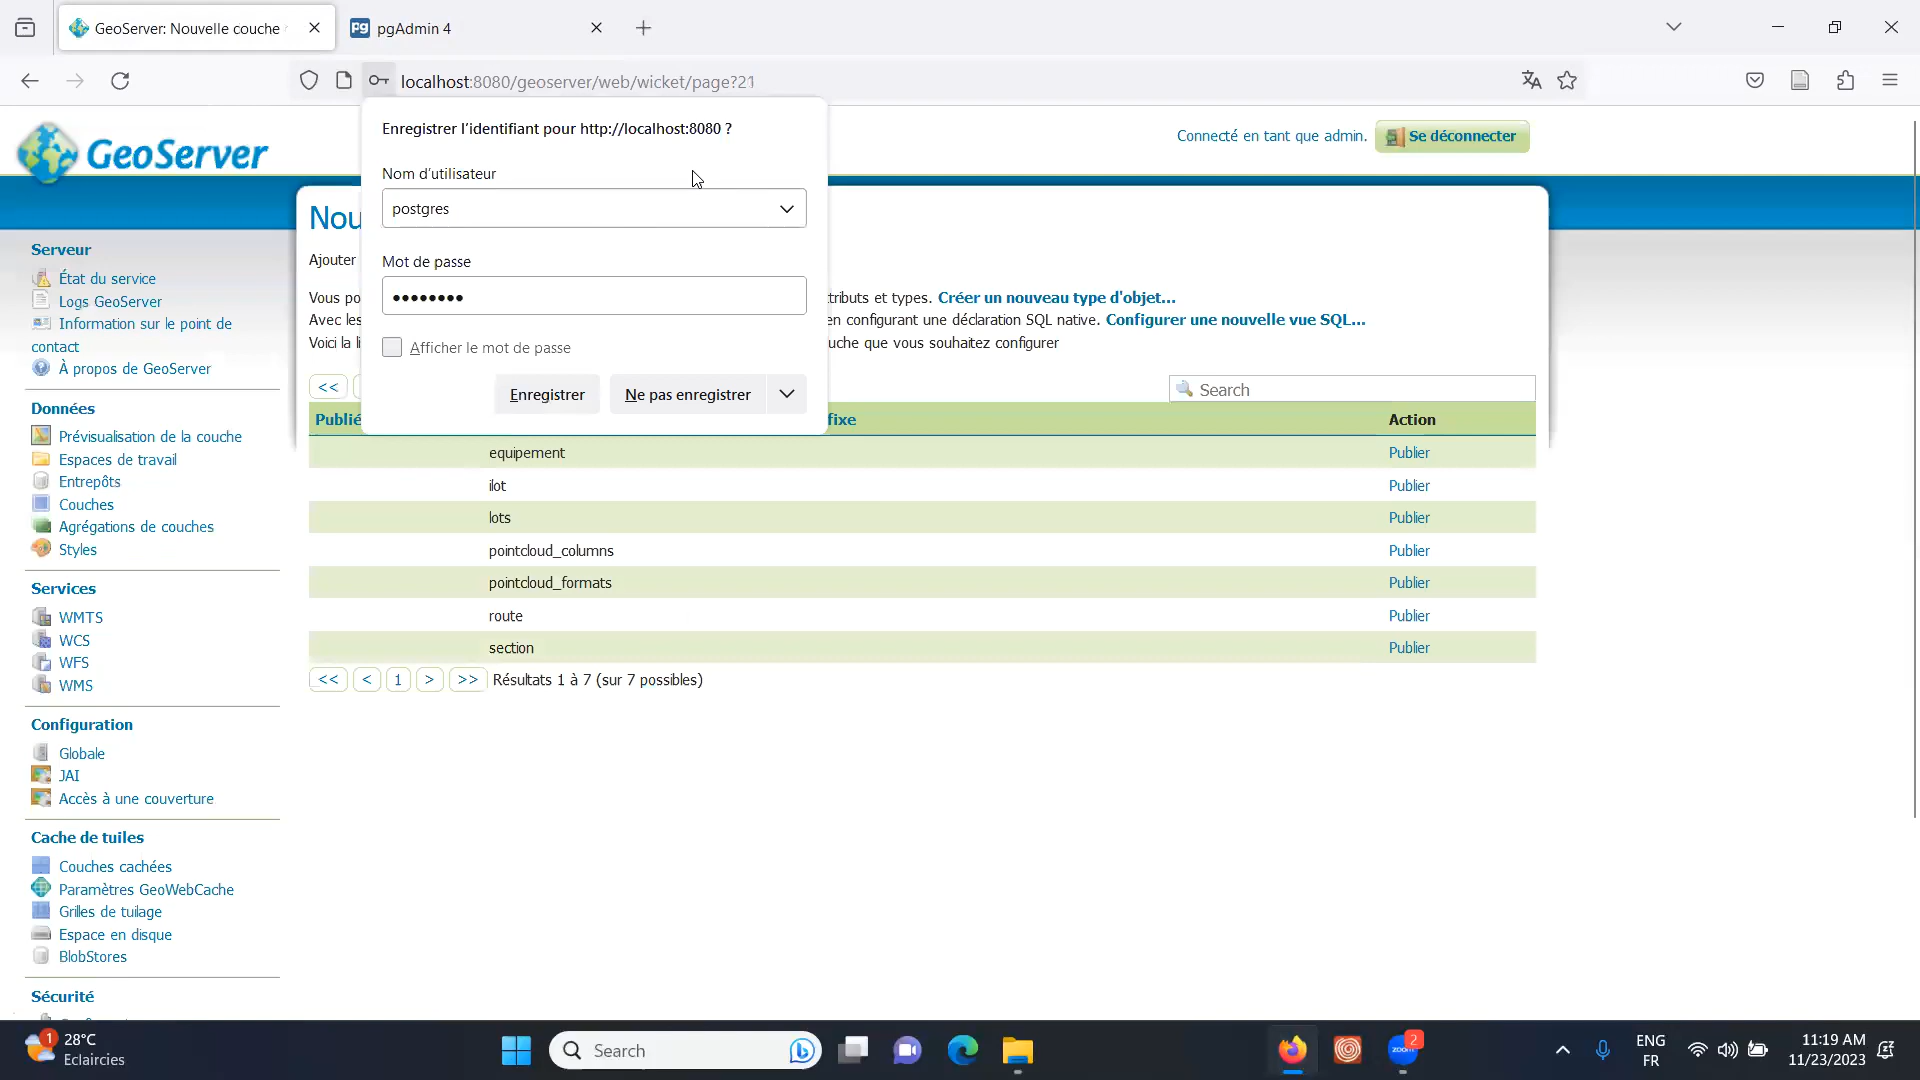 GeoServer: Nouvelle couche
pgAdmin 4
localhost:8080/geoserver/web/wicket/page?21
Enregistrer l'identifiant pour http://localhost:8080 ?
Nom d'utilisateur
postgres
Mot de passe
••••••••
Afficher le mot de passe
Enregistrer
Ne pas enregistrer
GeoServer
Connecté en tant que admin.
Se déconnecter
Serveur
État du service
Logs GeoServer
Information sur le point de
contact
À propos de GeoServer
Données
Prévisualisation de la couche
Espaces de travail
Entrepôts
Couches
Agrégations de couches
Styles
Services
WMTS
WCS
WFS
WMS
Configuration
Globale
JAI
Accès à une couverture
Cache de tuiles
Couches cachées
Paramètres GeoWebCache
Grilles de tuilage
Espace en disque
BlobStores
Sécurité
Nou
Ajouter
Vous po
tributs et types. Créer un nouveau type d'objet...
Avec les
en configurant une déclaration SQL native. Configurer une nouvelle vue SQL...
Voici la li
uche que vous souhaitez configurer
<<
Search
Publié
fixe
Action
equipement Publier
ilot Publier
lots Publier
pointcloud_columns Publier
pointcloud_formats Publier
route Publier
section Publier
<< < 1 > >> Résultats 1 à 7 (sur 7 possibles)
1
28°C
Eclaircies
Search
zoom
2
ENG
FR
11:19 AM
11/23/2023